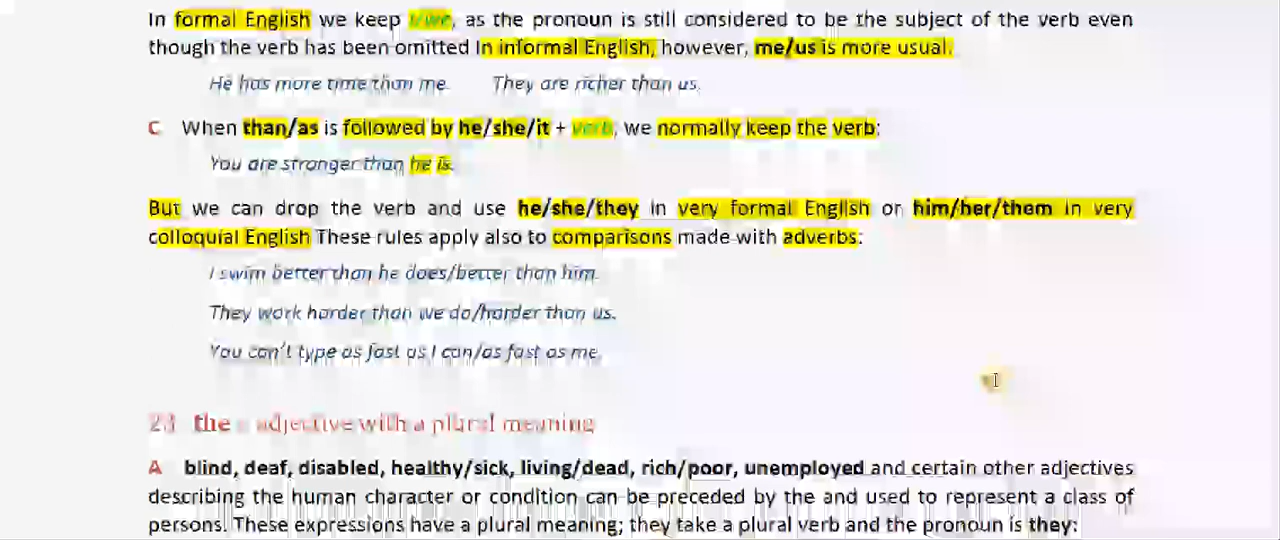 In formal English we keep I/we, as the pronoun is still considered to be the subject of the verb even
though the verb has been omitted In informal English, however, me/us is more usual.
He has more time than me. They are richer than us.
C When than/as is followed by he/she/it + verb, we normally keep the verb:
You are stronger than he is.
But we can drop the verb and use he/she/they in very formal English or him/her/them in very
colloquial English These rules apply also to comparisons made with adverbs:
I swim better than he does/better than him.
They work harder than we do/harder than us.
You can't type as fast as I can/as fast as me.
23 the + adjective with a plural meaning
A blind, deaf, disabled, healthy/sick, living/dead, rich/poor, unemployed and certain other adjectives
describing the human character or condition can be preceded by the and used to represent a class of
persons. These expressions have a plural meaning; they take a plural verb and the pronoun is they: